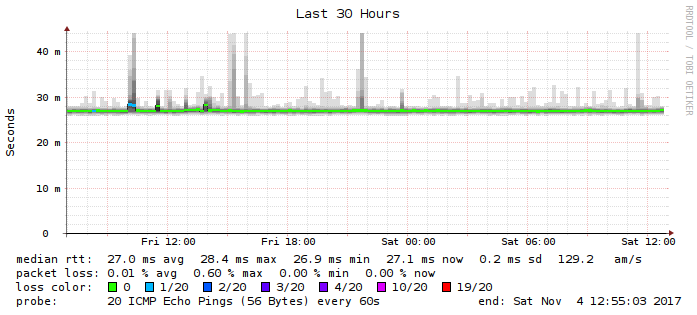 Last 30 Hours
RRDTOOL / TOBI OETIKER
Seconds
40 m
30 m
20 m
10 m
0
Fri 12:00 Fri 18:00 Sat 00:00 Sat 06:00 Sat 12:00
median rtt: 27.0 ms avg 28.4 ms max 26.9 ms min 27.1 ms now 0.2 ms sd 129.2 am/s
packet loss: 0.01 % avg 0.60 % max 0.00 % min 0.00 % now
loss color: 0 1/20 2/20 3/20 4/20 10/20 19/20
probe: 20 ICMP Echo Pings (56 Bytes) every 60s end: Sat Nov 4 12:55:03 2017